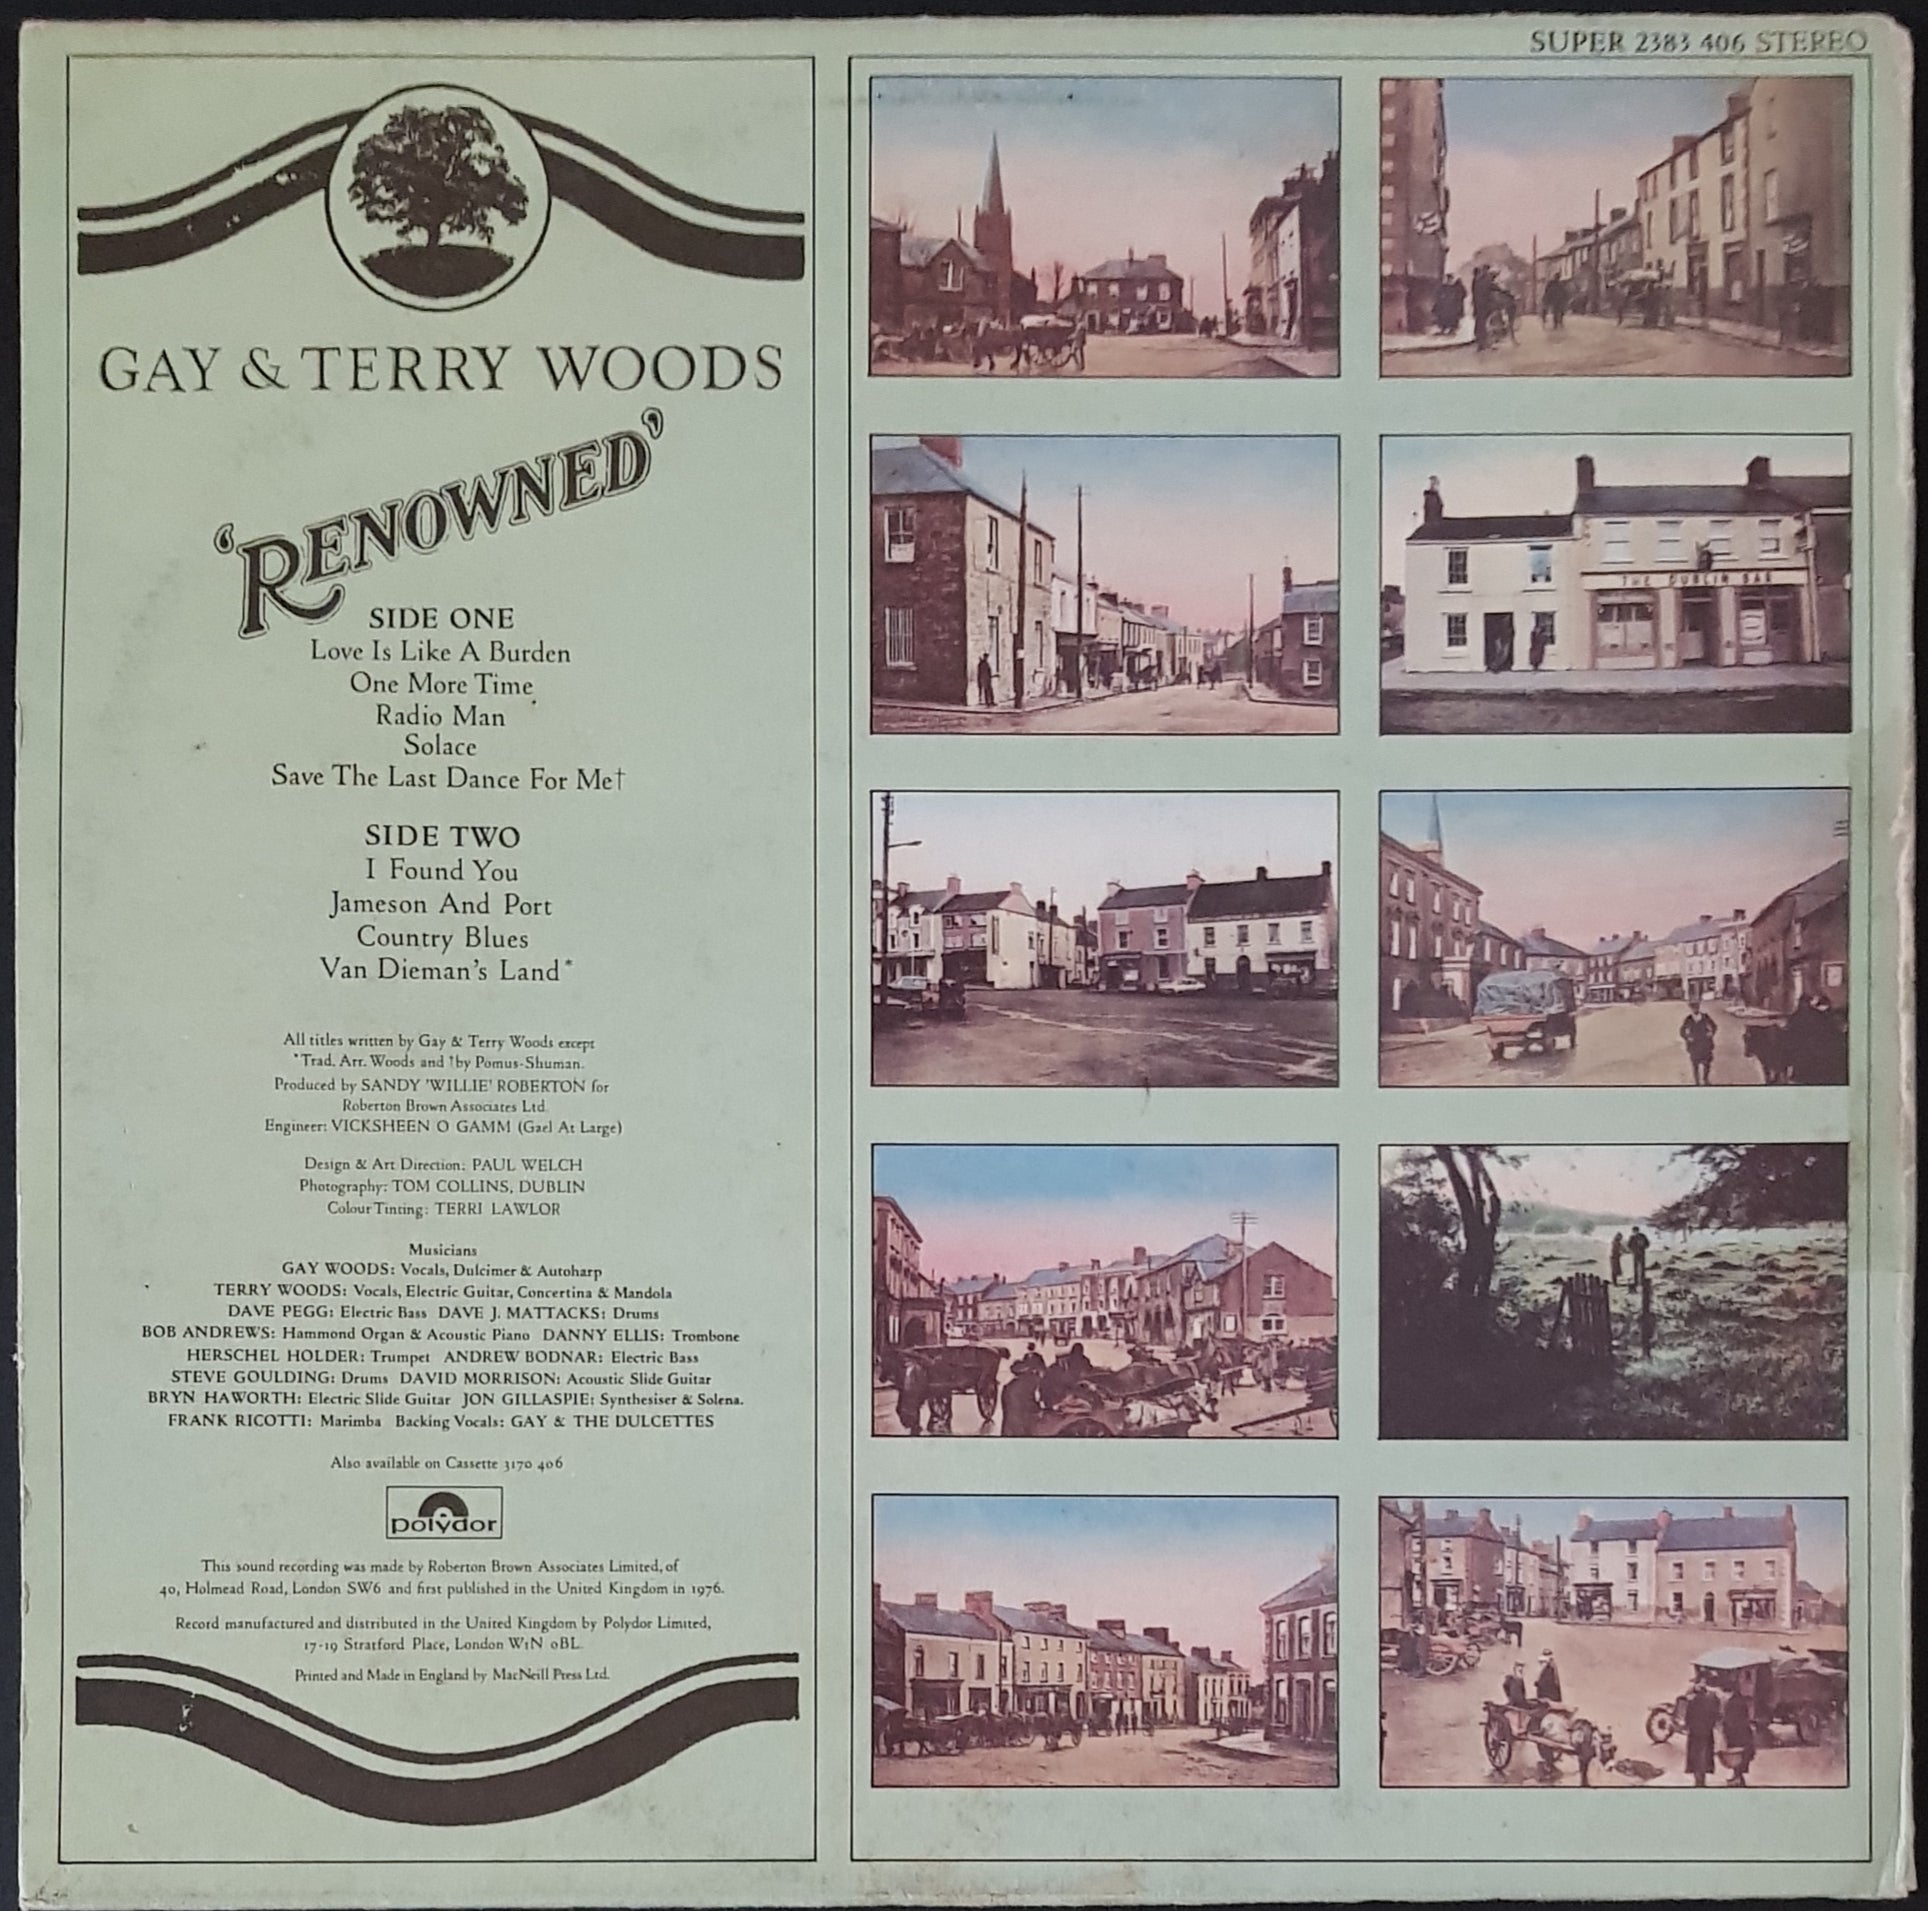 SUPER 2383 406 STEREO
GAY & TERRY WOODS
'RENOWNED'
SIDE ONE
Love Is Like A Burden
One More Time
Radio Man
Solace
Save The Last Dance For Me†
SIDE TWO
I Found You
Jameson And Port
Country Blues
Van Dieman's Land*
All titles written by Gay & Terry Woods except
*Trad. Arr. Woods and †by Pomus-Shuman.
Produced by SANDY 'WILLIE' ROBERTON for
Roberton Brown Associates Ltd.
Engineer: VICKSHEEN O GAMM (Gael At Large)
Design & Art Direction: PAUL WELCH
Photography: TOM COLLINS, DUBLIN
Colour Tinting: TERRI LAWLOR
Musicians
GAY WOODS: Vocals, Dulcimer & Autoharp
TERRY WOODS: Vocals, Electric Guitar, Concertina & Mandola
DAVE PEGG: Electric Bass DAVE J. MATTACKS: Drums
BOB ANDREWS: Hammond Organ & Acoustic Piano DANNY ELLIS: Trombone
HERSCHEL HOLDER: Trumpet ANDREW BODNAR: Electric Bass
STEVE GOULDING: Drums DAVID MORRISON: Acoustic Slide Guitar
BRYN HAWORTH: Electric Slide Guitar JON GILLASPIE: Synthesiser & Solena.
FRANK RICOTTI: Marimba Backing Vocals: GAY & THE DULCETTES
Also available on Cassette 3170 406
polydor
This sound recording was made by Roberton Brown Associates Limited, of
40, Holmead Road, London SW6 and first published in the United Kingdom in 1976.
Record manufactured and distributed in the United Kingdom by Polydor Limited,
17-19 Stratford Place, London W1N 0BL.
Printed and Made in England by MacNeill Press Ltd.
THE DUBLIN BAR